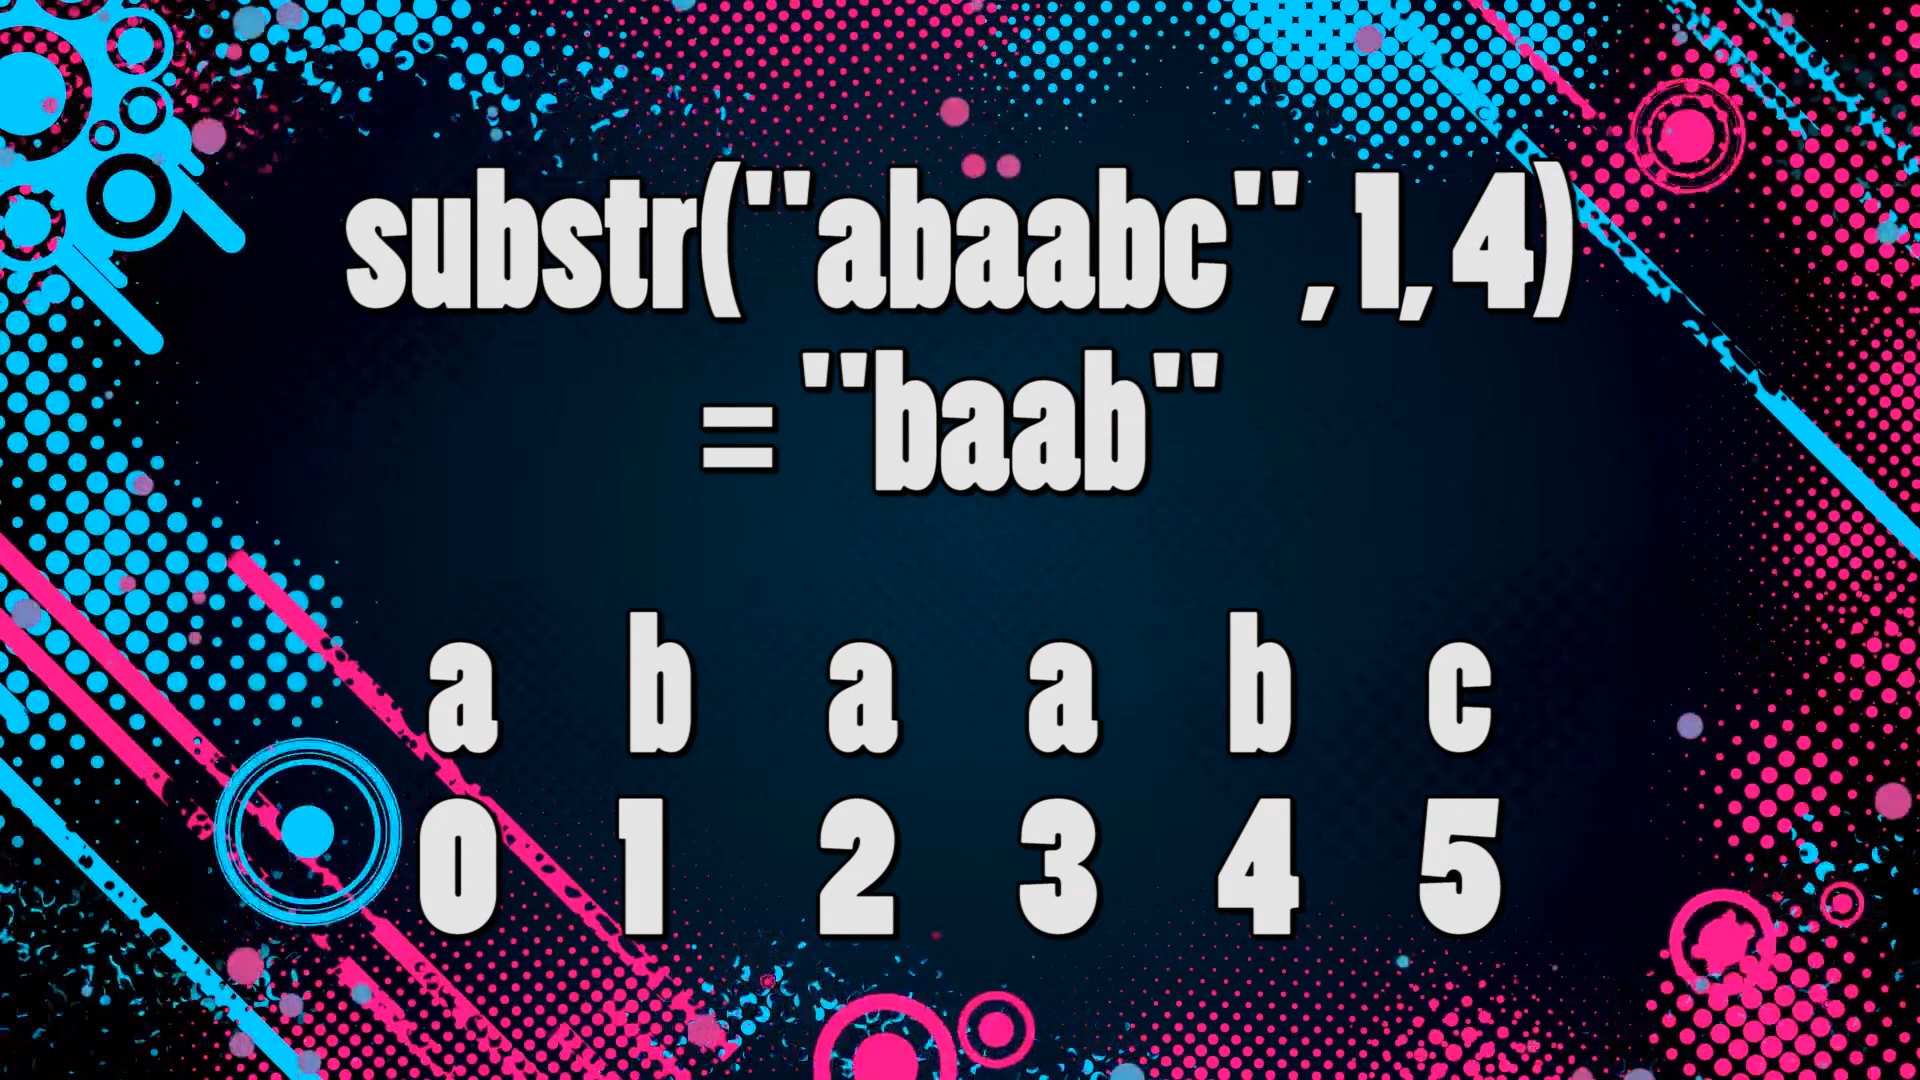 substr("abaabc", 1, 4)
= "baab"
a b a a b c
0 1 2 3 4 5